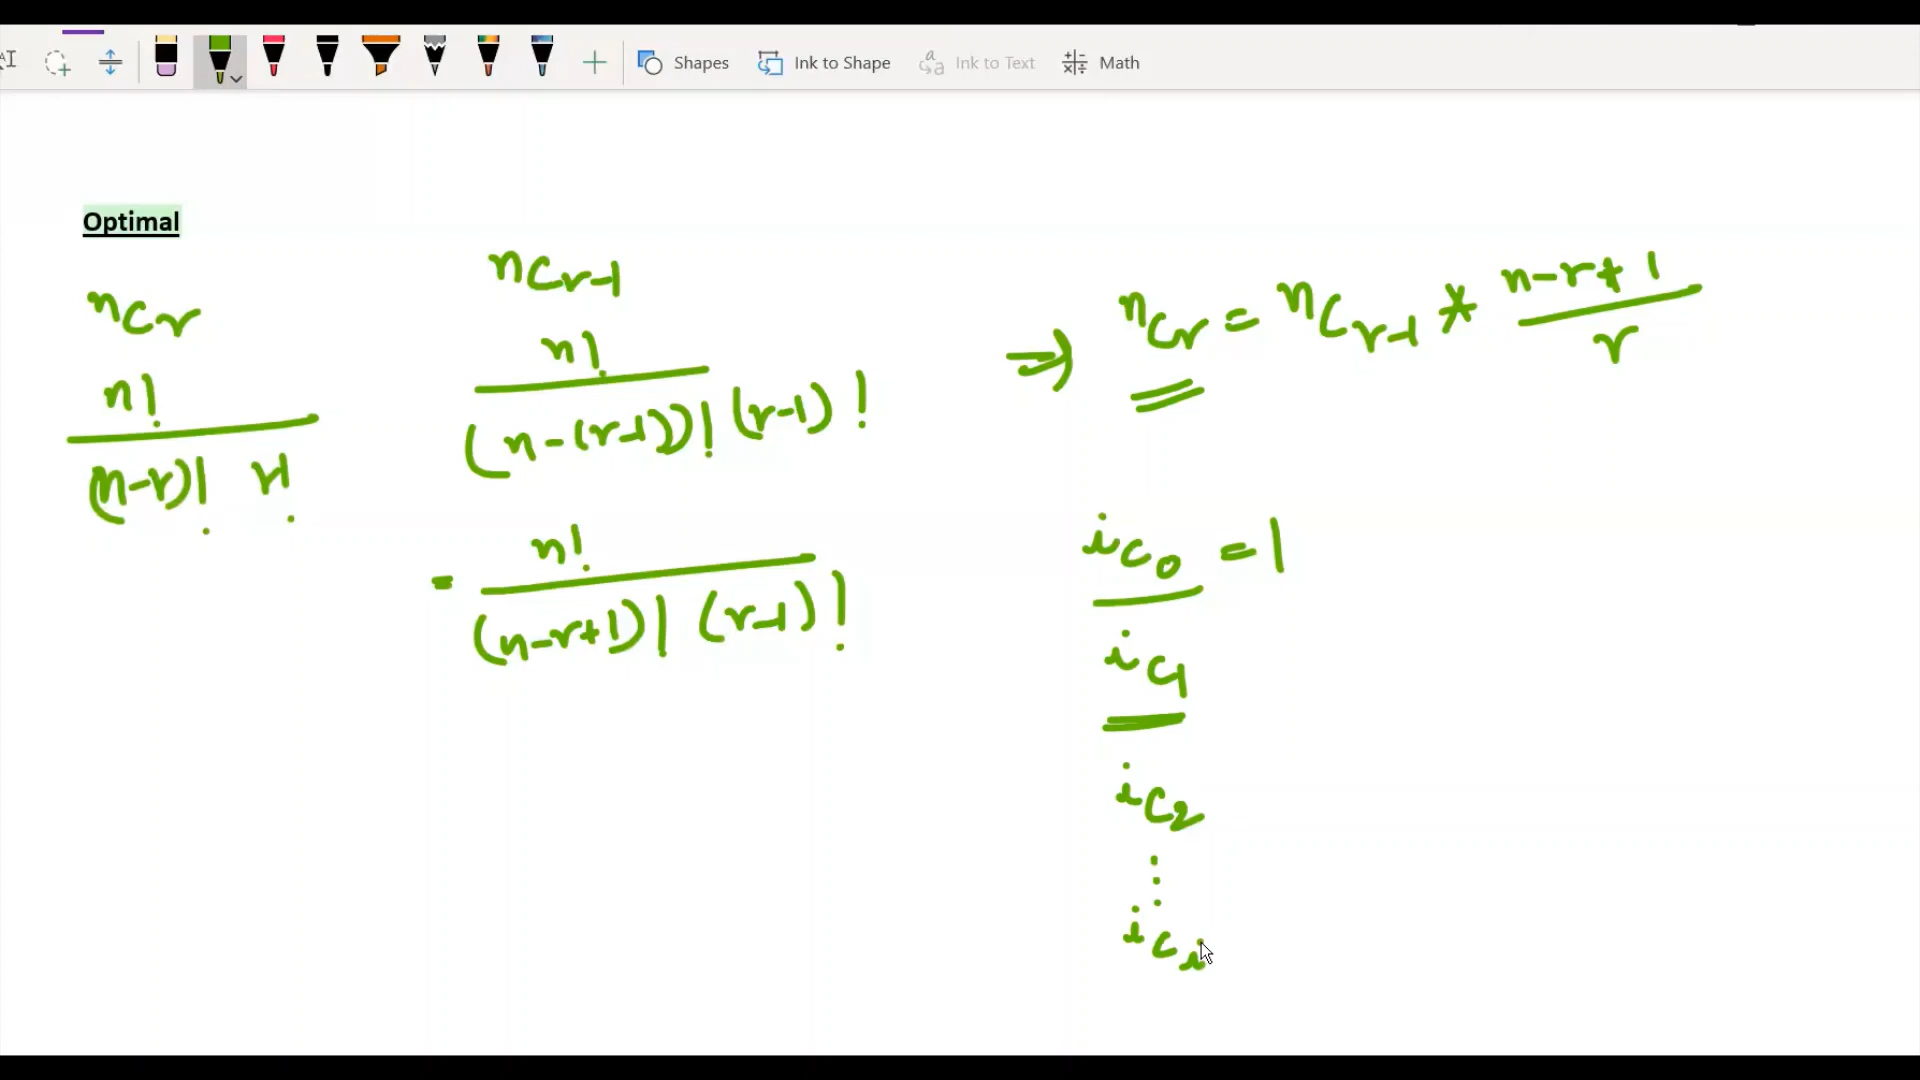 Shapes Ink to Shape Ink to Text Math
Optimal
nCr
n!
(n-r)! r!
nCr-1
n!
(n-(r-1))! (r-1)!
= n!
(n-r+1)! (r-1)!
⇒ nCr = nCr-1 * n-r+1
r
iC0 = 1
iC1
iC2
⋮
iCi